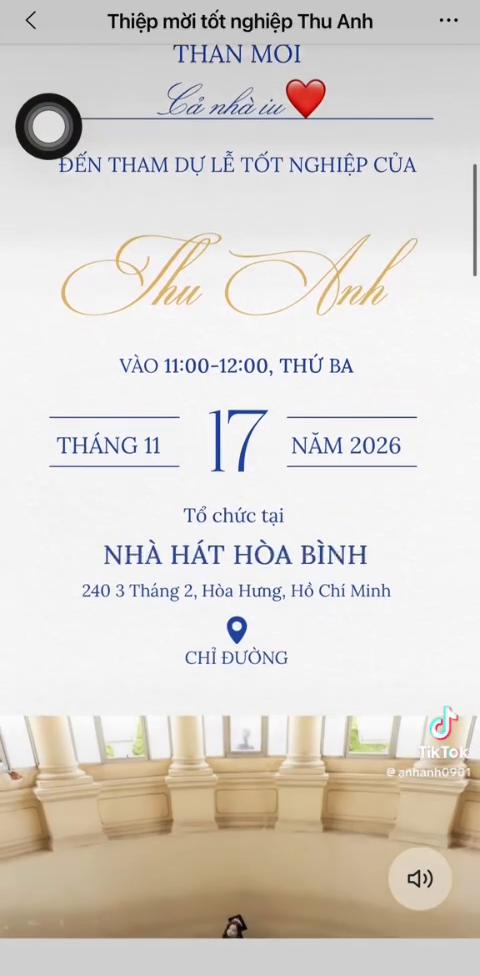 Thiệp mời tốt nghiệp Thu Anh
THÂN MỜI
Cả nhà iu❤️
ĐẾN THAM DỰ LỄ TỐT NGHIỆP CỦA
Thu Anh
VÀO 11:00-12:00, THỨ BA
THÁNG 11 17 NĂM 2026
Tổ chức tại
NHÀ HÁT HÒA BÌNH
240 3 Tháng 2, Hòa Hưng, Hồ Chí Minh
CHỈ ĐƯỜNG
TikTok
@anhanh0901